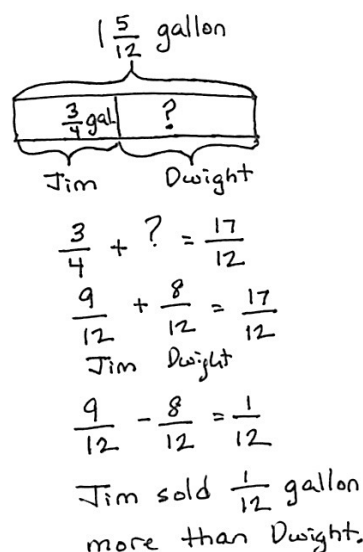 1 5/12 gallon
3/4 gal ?
Jim Dwight
3/4 + ? = 17/12
9/12 + 8/12 = 17/12
Jim Dwight
9/12 - 8/12 = 1/12
Jim sold 1/12 gallon
more than Dwight.